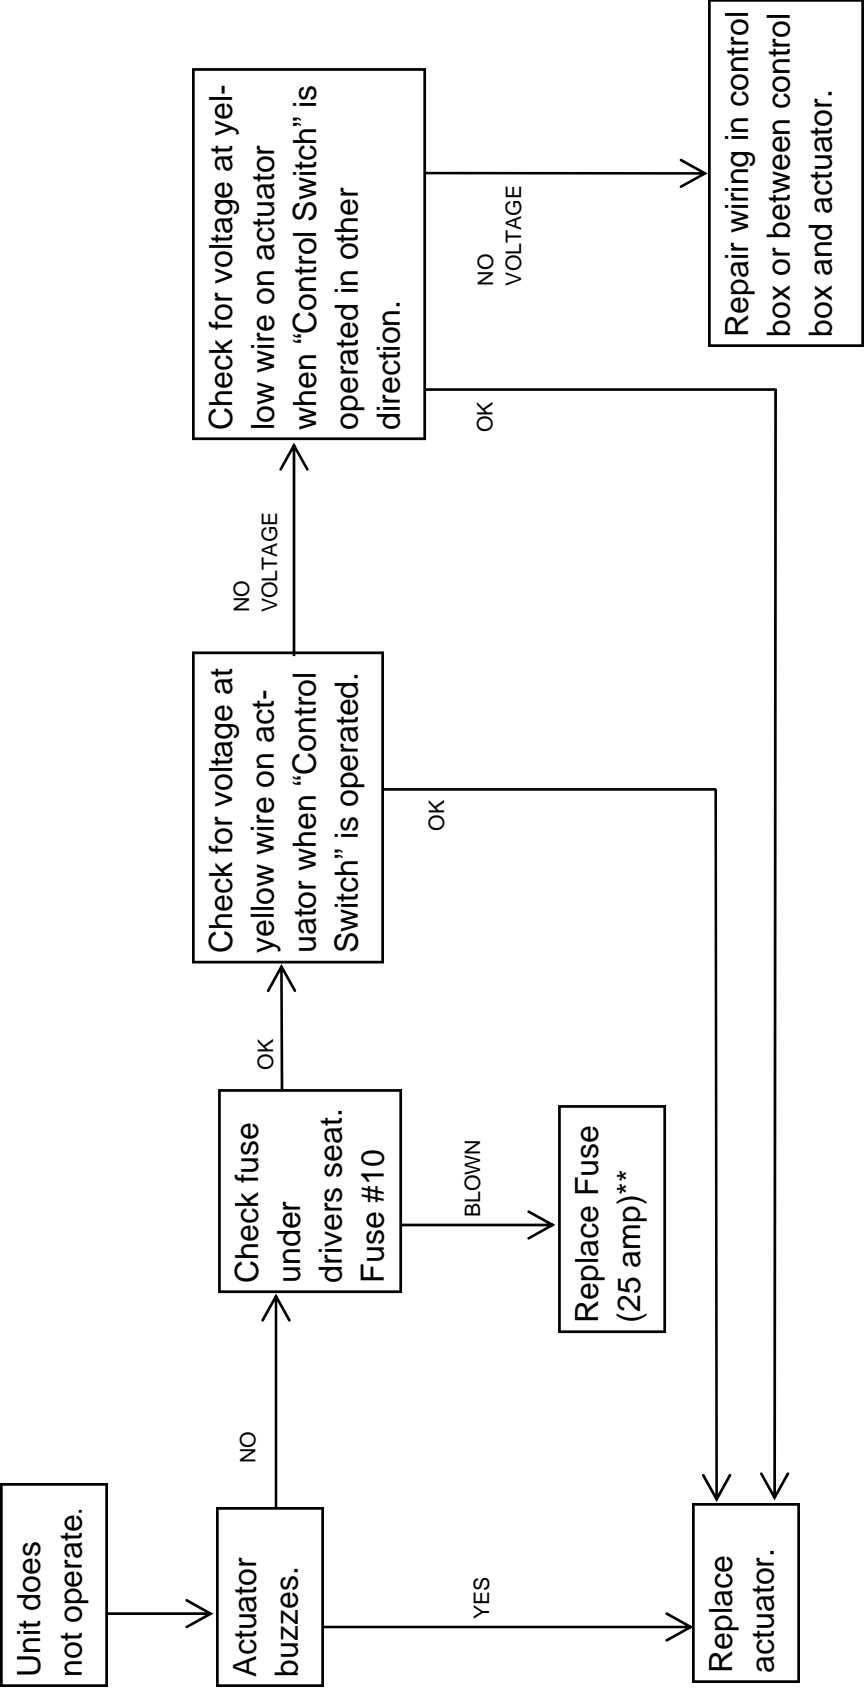 Unit does
not operate.
Actuator
buzzes.
NO
YES
Check fuse
under
drivers seat.
Fuse #10
OK
BLOWN
Replace Fuse
(25 amp)**
Check for voltage at
yellow wire on act-
uator when “Control
Switch” is operated.
NO
VOLTAGE
OK
Check for voltage at yel-
low wire on actuator
when “Control Switch” is
operated in other
direction.
NO
VOLTAGE
OK
Repair wiring in control
box or between control
box and actuator.
Replace
actuator.